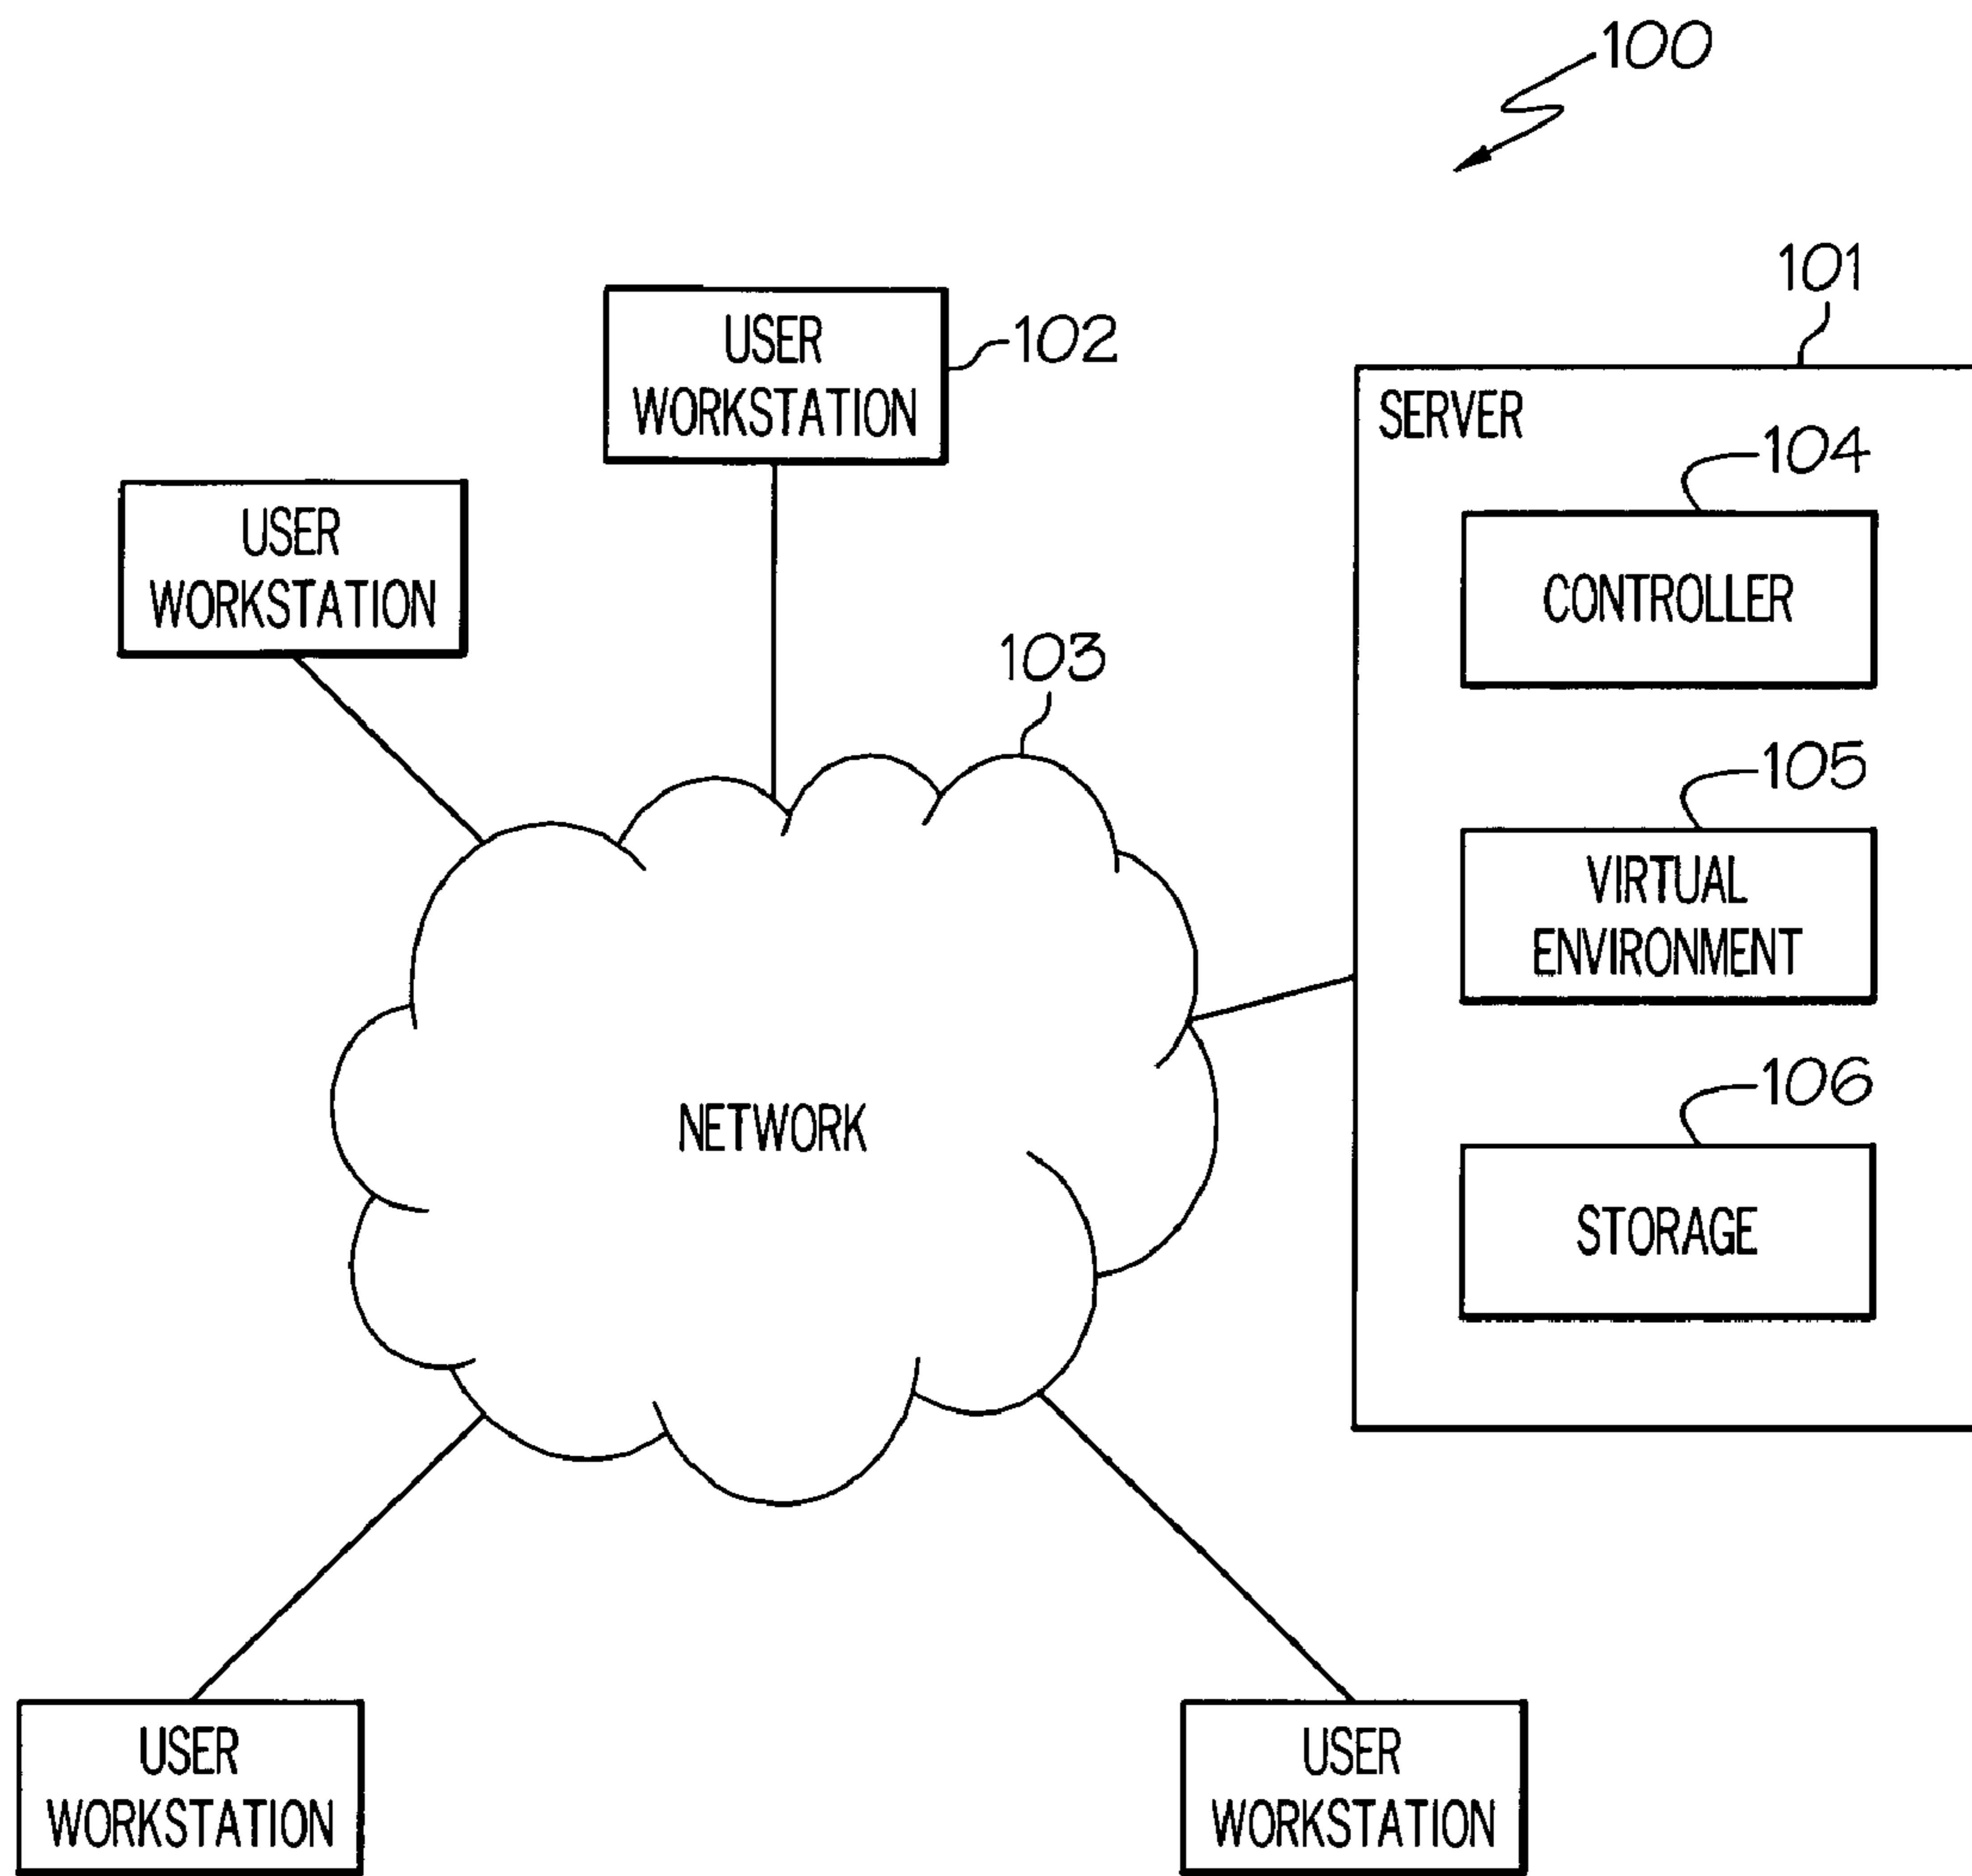 100
101
USER
WORKSTATION
102
SERVER
104
CONTROLLER
USER
WORKSTATION
103
105
VIRTUAL
ENVIRONMENT
NETWORK
106
STORAGE
USER
WORKSTATION
USER
WORKSTATION